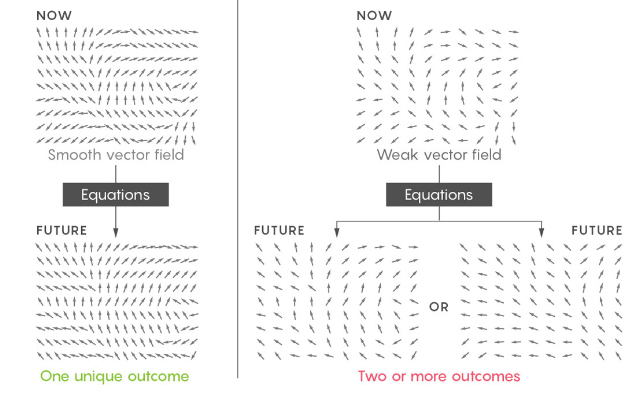 NOW
Smooth vector field
Equations
FUTURE
One unique outcome
NOW
Weak vector field
Equations
FUTURE
OR
FUTURE
Two or more outcomes